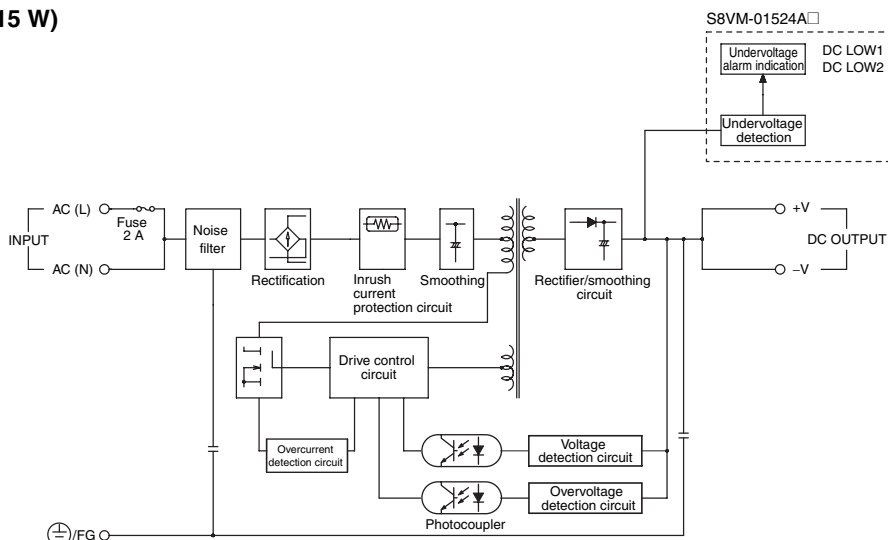 15 W)
S8VM-01524A□
Undervoltage
alarm indication
DC LOW1
DC LOW2
Undervoltage
detection
INPUT
AC (L)
Fuse
2 A
AC (N)
Noise
filter
Rectification
Inrush
current
protection circuit
Smoothing
Rectifier/smoothing
circuit
+V
DC OUTPUT
−V
Drive control
circuit
Overcurrent
detection circuit
Voltage
detection circuit
Overvoltage
detection circuit
Photocoupler
/FG